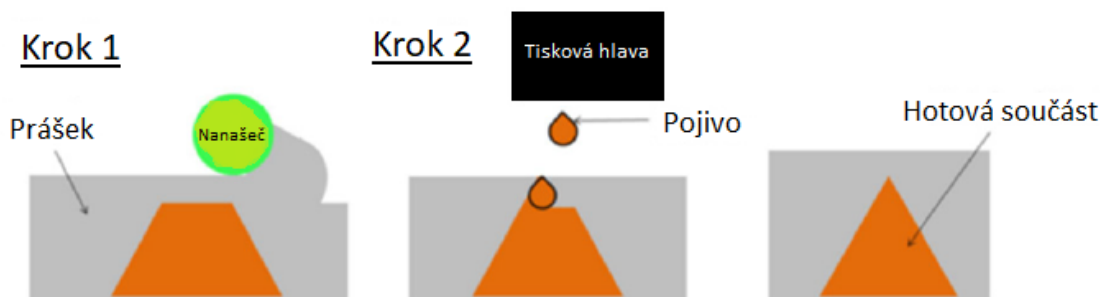 Krok 1
Krok 2
Tisková hlava
Prášek
Nanašeč
Pojivo
Hotová součást